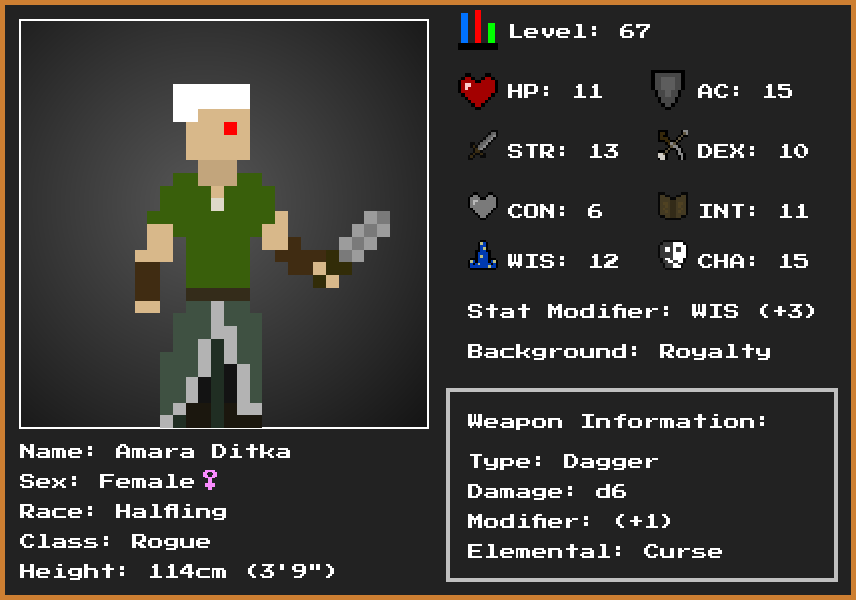 Level: 67
HP: 11
AC: 15
STR: 13
DEX: 10
CON: 6
INT: 11
WIS: 12
CHA: 15
Stat Modifier: WIS (+3)
Background: Royalty
Weapon Information:
Type: Dagger
Damage: d6
Modifier: (+1)
Elemental: Curse
Name: Amara Ditka
Sex: Female♀
Race: Halfling
Class: Rogue
Height: 114cm (3'9")